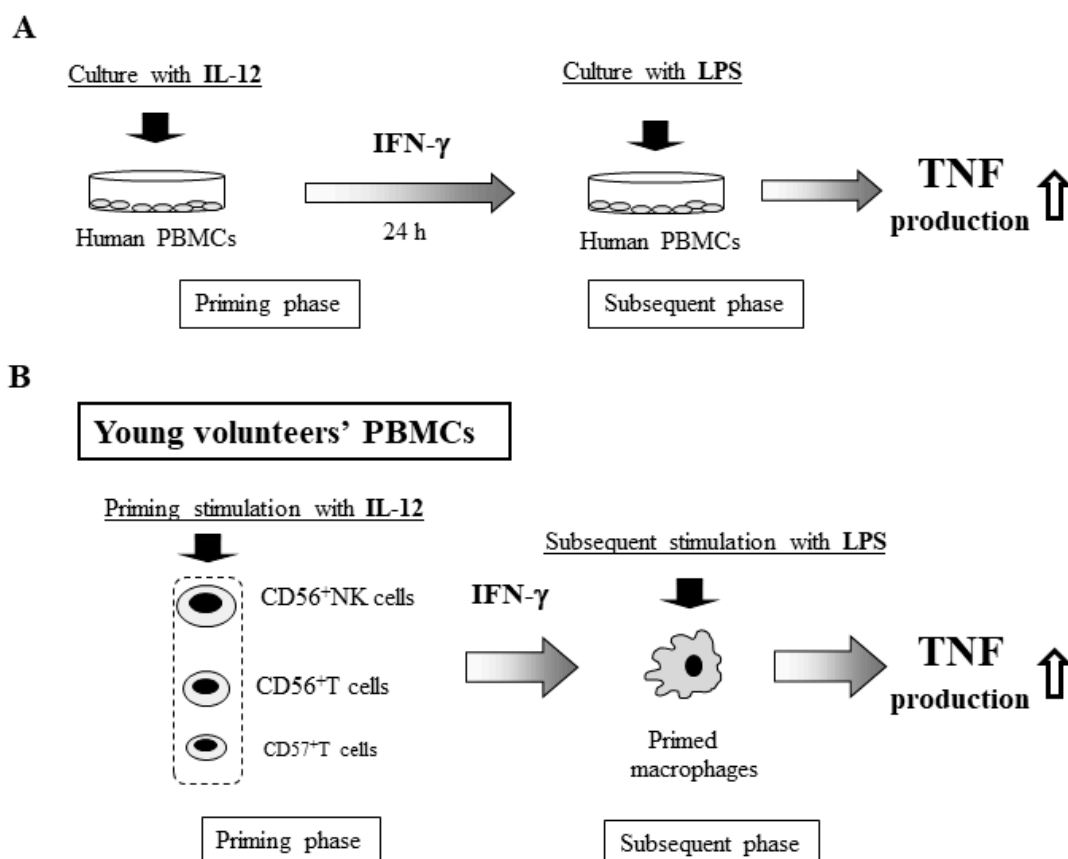 A
Culture with IL-12
Culture with LPS
IFN-γ
TNF
production
24 h
Human PBMCs
Human PBMCs
Priming phase
Subsequent phase
B
Young volunteers’ PBMCs
Priming stimulation with IL-12
Subsequent stimulation with LPS
CD56⁺NK cells
IFN-γ
TNF
production
CD56⁺T cells
CD57⁺T cells
Primed
macrophages
Priming phase
Subsequent phase